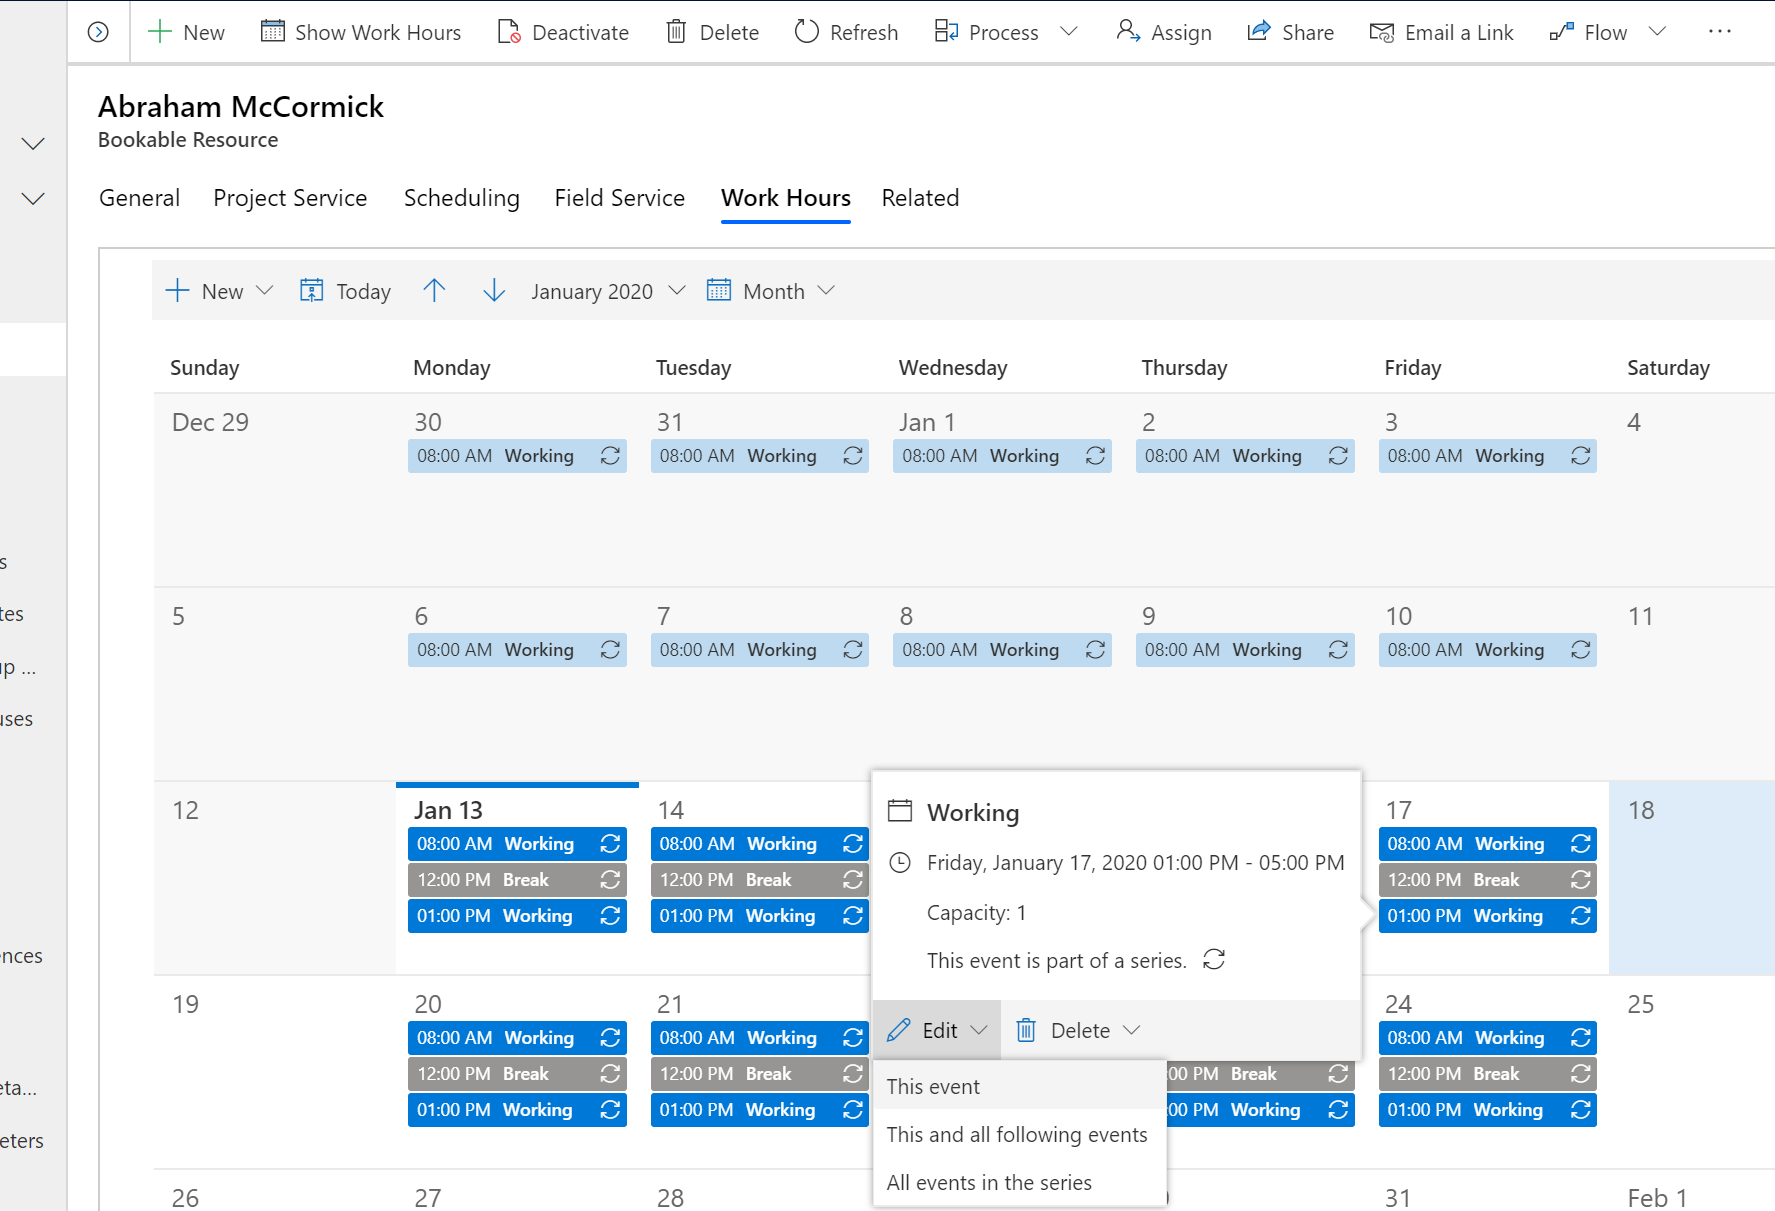 New Show Work Hours Deactivate Delete Refresh Process Assign Share Email a Link Flow ...
Abraham McCormick
Bookable Resource
General Project Service Scheduling Field Service Work Hours Related
New Today January 2020 Month
Sunday Monday Tuesday Wednesday Thursday Friday Saturday
Dec 29 30 31 Jan 1 2 3 4
08:00 AM Working 08:00 AM Working 08:00 AM Working 08:00 AM Working 08:00 AM Working
5 6 7 8 9 10 11
08:00 AM Working 08:00 AM Working 08:00 AM Working 08:00 AM Working 08:00 AM Working
12 Jan 13 14 17 18
08:00 AM Working 08:00 AM Working 08:00 AM Working
12:00 PM Break 12:00 PM Break 12:00 PM Break
01:00 PM Working 01:00 PM Working 01:00 PM Working
Working
Friday, January 17, 2020 01:00 PM - 05:00 PM
Capacity: 1
This event is part of a series.
Edit Delete
This event
This and all following events
All events in the series
19 20 21 24 25
08:00 AM Working 08:00 AM Working 08:00 AM Working
12:00 PM Break 12:00 PM Break :00 PM Break 12:00 PM Break
01:00 PM Working 01:00 PM Working :00 PM Working 01:00 PM Working
26 27 28 31 Feb 1
s
tes
up ...
uses
nces
eta...
eters